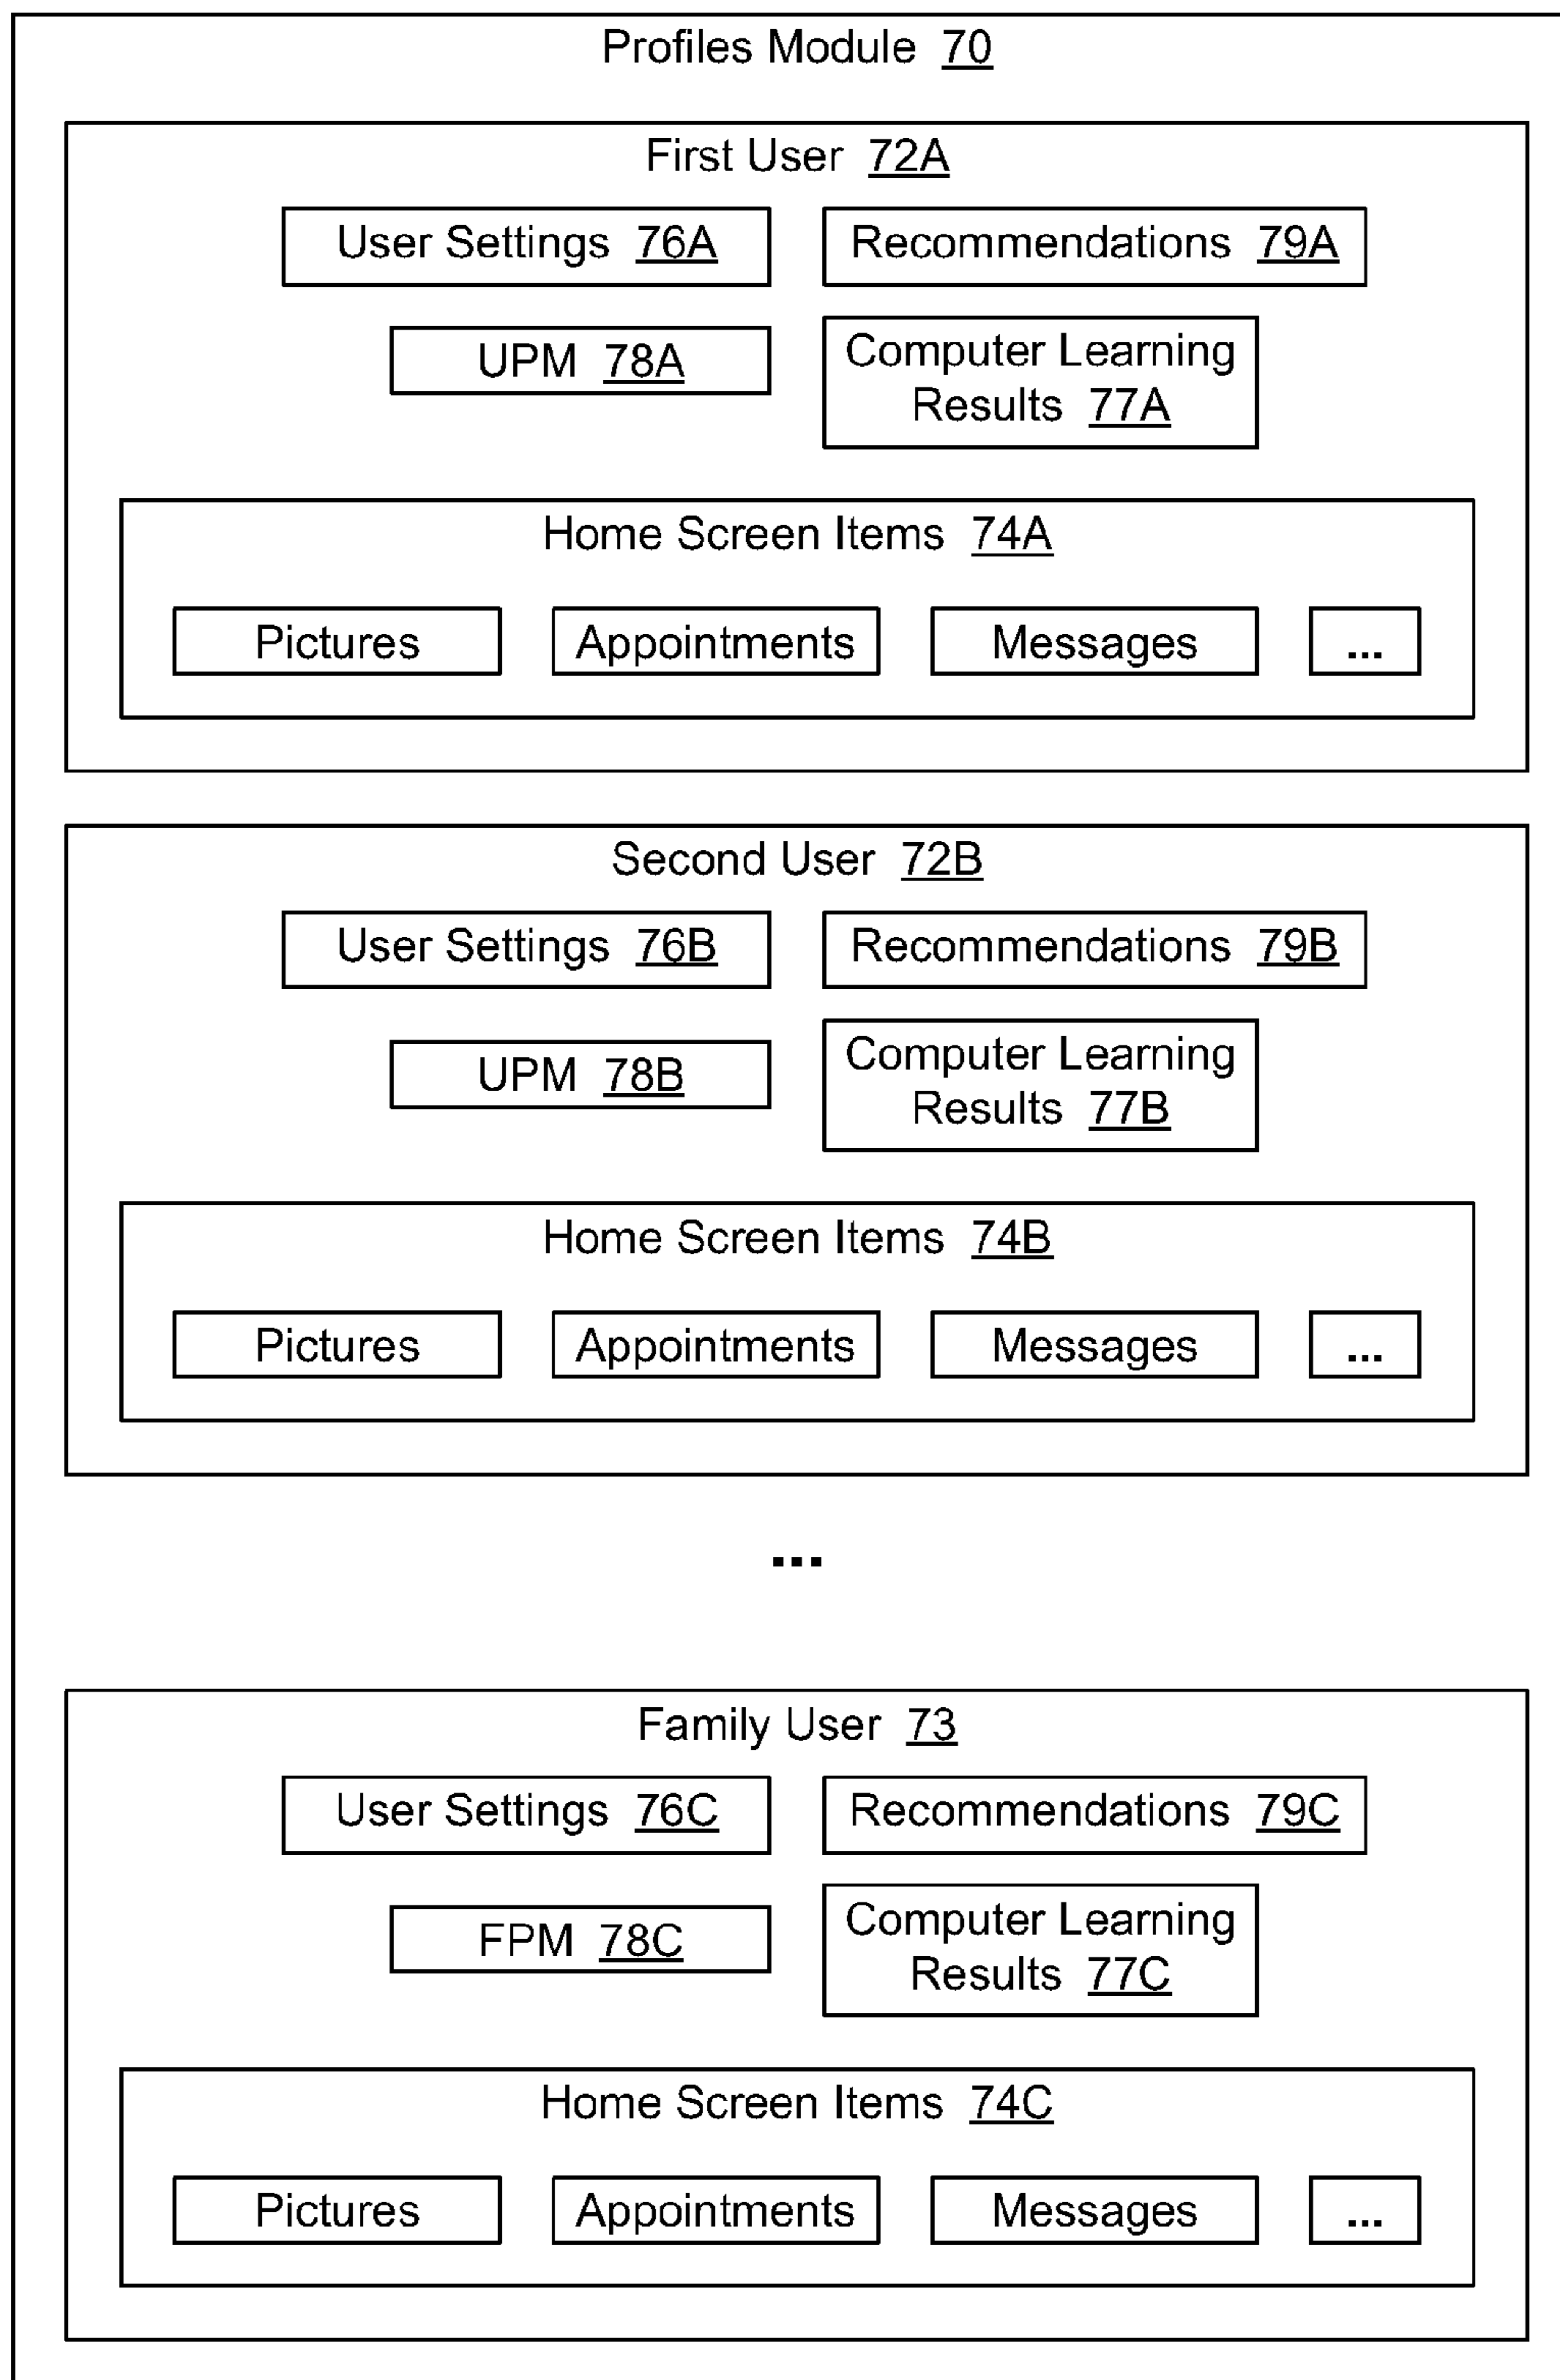 Profiles Module 70
First User 72A
User Settings 76A
Recommendations 79A
UPM 78A
Computer Learning
Results 77A
Home Screen Items 74A
Pictures
Appointments
Messages
...
Second User 72B
User Settings 76B
Recommendations 79B
UPM 78B
Computer Learning
Results 77B
Home Screen Items 74B
Pictures
Appointments
Messages
...
...
Family User 73
User Settings 76C
Recommendations 79C
FPM 78C
Computer Learning
Results 77C
Home Screen Items 74C
Pictures
Appointments
Messages
...